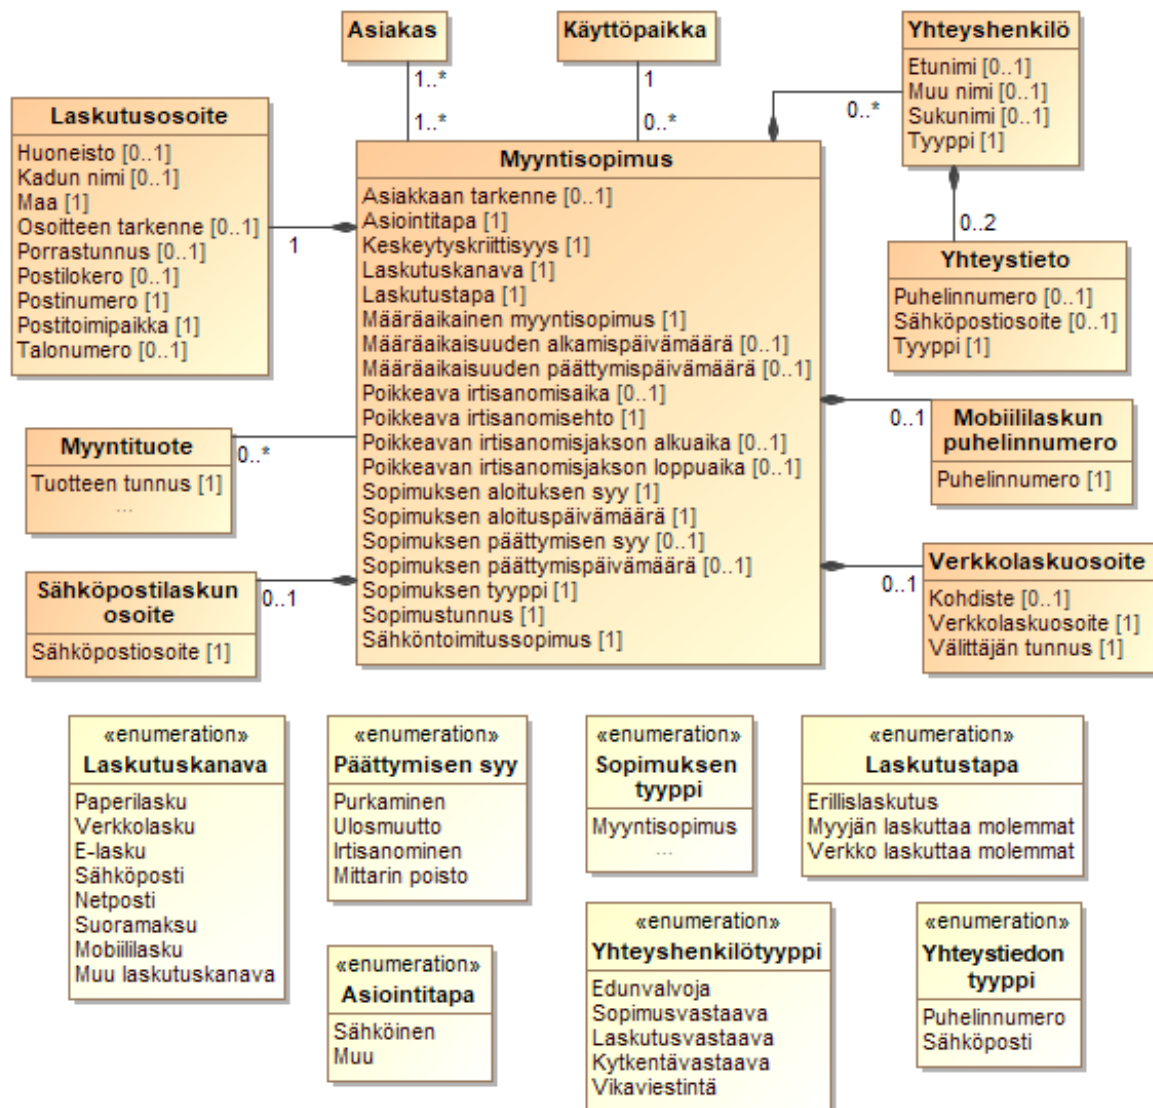 Asiakas
1..*
1..*
Käyttöpaikka
1
0..*
Yhteyshenkilö
Etunimi [0..1]
Muu nimi [0..1]
Sukunimi [0..1]
Tyyppi [1]
0..*
0..2
Laskutusosoite
Huoneisto [0..1]
Kadun nimi [0..1]
Maa [1]
Osoitteen tarkenne [0..1]
Porrastunnus [0..1]
Postilokero [0..1]
Postinumero [1]
Postitoimipaikka [1]
Talonumero [0..1]
1
Myyntisopimus
Asiakkaan tarkenne [0..1]
Asiointitapa [1]
Keskeytyskriittisyys [1]
Laskutuskanava [1]
Laskutustapa [1]
Määräaikainen myyntisopimus [1]
Määräaikaisuuden alkamispäivämäärä [0..1]
Määräaikaisuuden päättymispäivämäärä [0..1]
Poikkeava irtisanomisaika [0..1]
Poikkeava irtisanomisehto [1]
Poikkeavan irtisanomisjakson alkuaika [0..1]
Poikkeavan irtisanomisjakson loppuaika [0..1]
Sopimuksen aloituksen syy [1]
Sopimuksen aloituspäivämäärä [1]
Sopimuksen päättymisen syy [0..1]
Sopimuksen päättymispäivämäärä [0..1]
Sopimuksen tyyppi [1]
Sopimustunnus [1]
Sähköntoimitussopimus [1]
Yhteystieto
Puhelinnumero [0..1]
Sähköpostiosoite [0..1]
Tyyppi [1]
Myyntituote
Tuotteen tunnus [1]
...
0..*
0..1
Mobiililaskun
puhelinnumero
Puhelinnumero [1]
Sähköpostilaskun
osoite
Sähköpostiosoite [1]
0..1
0..1
Verkkolaskuosoite
Kohdiste [0..1]
Verkkolaskuosoite [1]
Välittäjän tunnus [1]
«enumeration»
Laskutuskanava
Paperilasku
Verkkolasku
E-lasku
Sähköposti
Netposti
Suoramaksu
Mobiililasku
Muu laskutuskanava
«enumeration»
Päättymisen syy
Purkaminen
Ulosmuutto
Irtisanominen
Mittarin poisto
«enumeration»
Sopimuksen
tyyppi
Myyntisopimus
...
«enumeration»
Laskutustapa
Erillislaskutus
Myyjän laskuttaa molemmat
Verkko laskuttaa molemmat
«enumeration»
Asiointitapa
Sähköinen
Muu
«enumeration»
Yhteyshenkilötyyppi
Edunvalvoja
Sopimusvastaava
Laskutusvastaava
Kytkentävastaava
Vikaviestintä
«enumeration»
Yhteystiedon
tyyppi
Puhelinnumero
Sähköposti